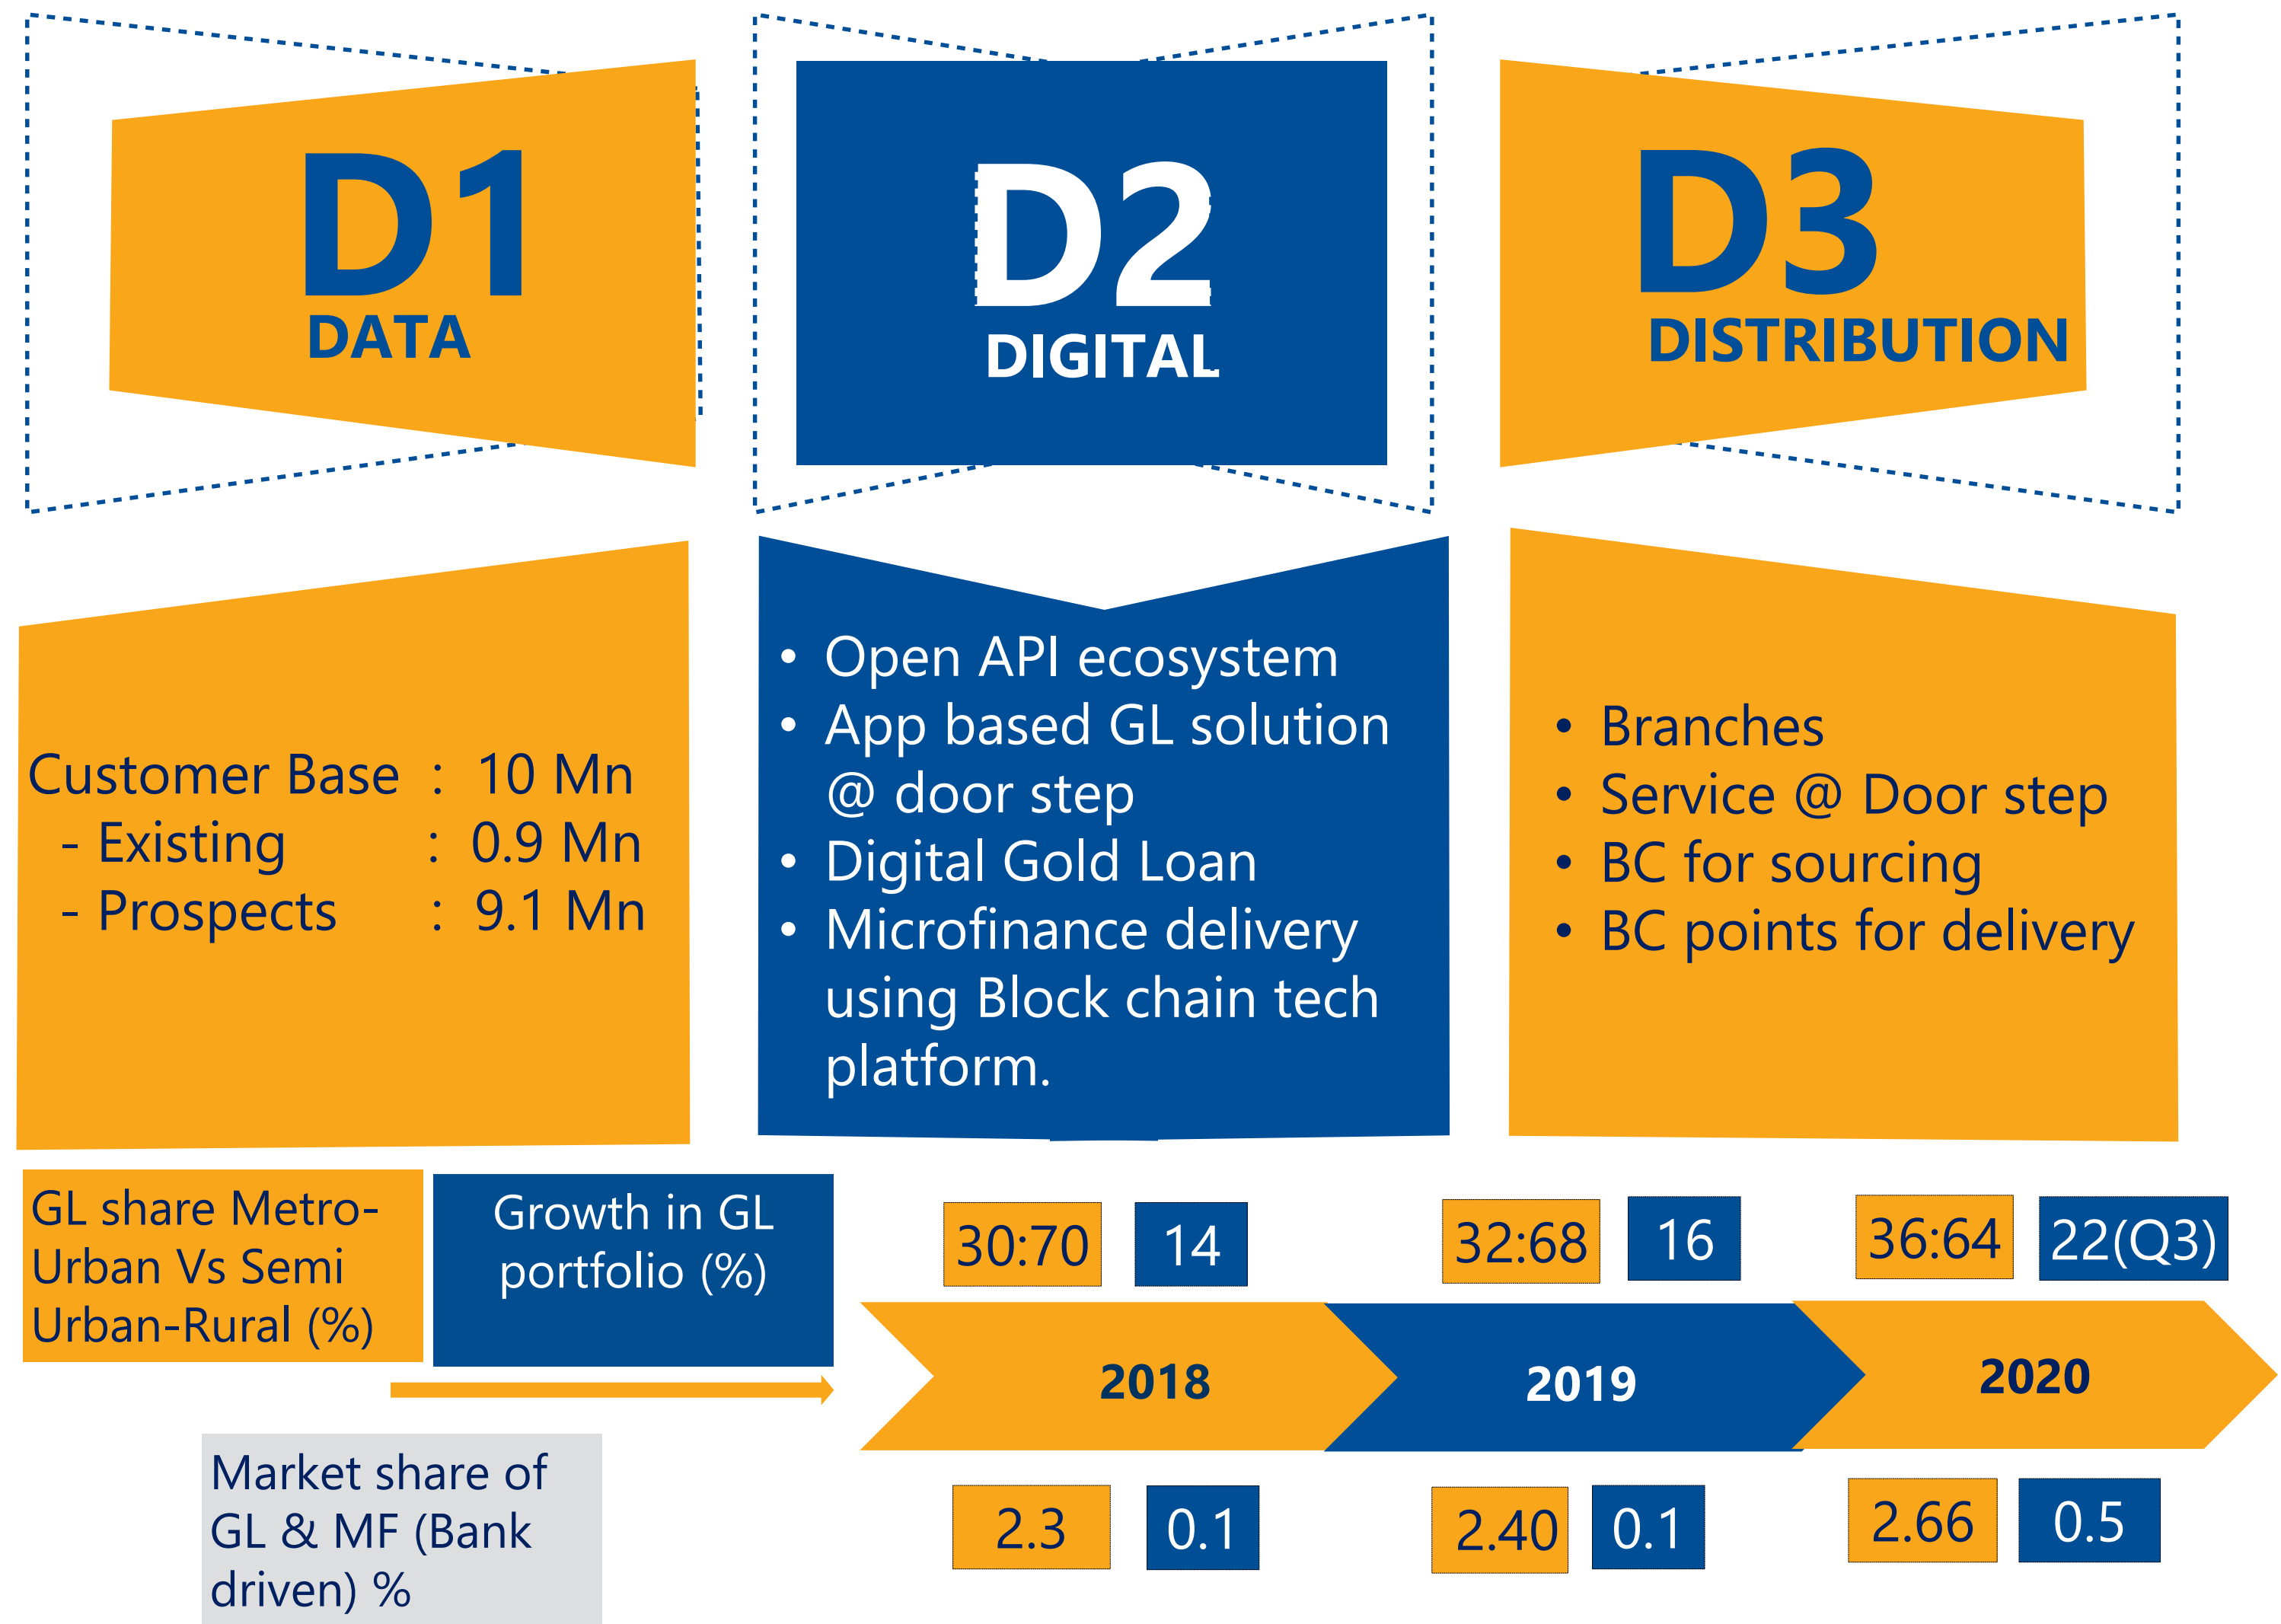 D1
DATA
D2
DIGITAL
D3
DISTRIBUTION
Customer Base : 10 Mn
- Existing : 0.9 Mn
- Prospects : 9.1 Mn
• Open API ecosystem
• App based GL solution
@ door step
• Digital Gold Loan
• Microfinance delivery
using Block chain tech
platform.
• Branches
• Service @ Door step
• BC for sourcing
• BC points for delivery
GL share Metro-
Urban Vs Semi
Urban-Rural (%)
Growth in GL
portfolio (%)
30:70
14
32:68
16
36:64
22(Q3)
2018
2019
2020
Market share of
GL & MF (Bank
driven) %
2.3
0.1
2.40
0.1
2.66
0.5